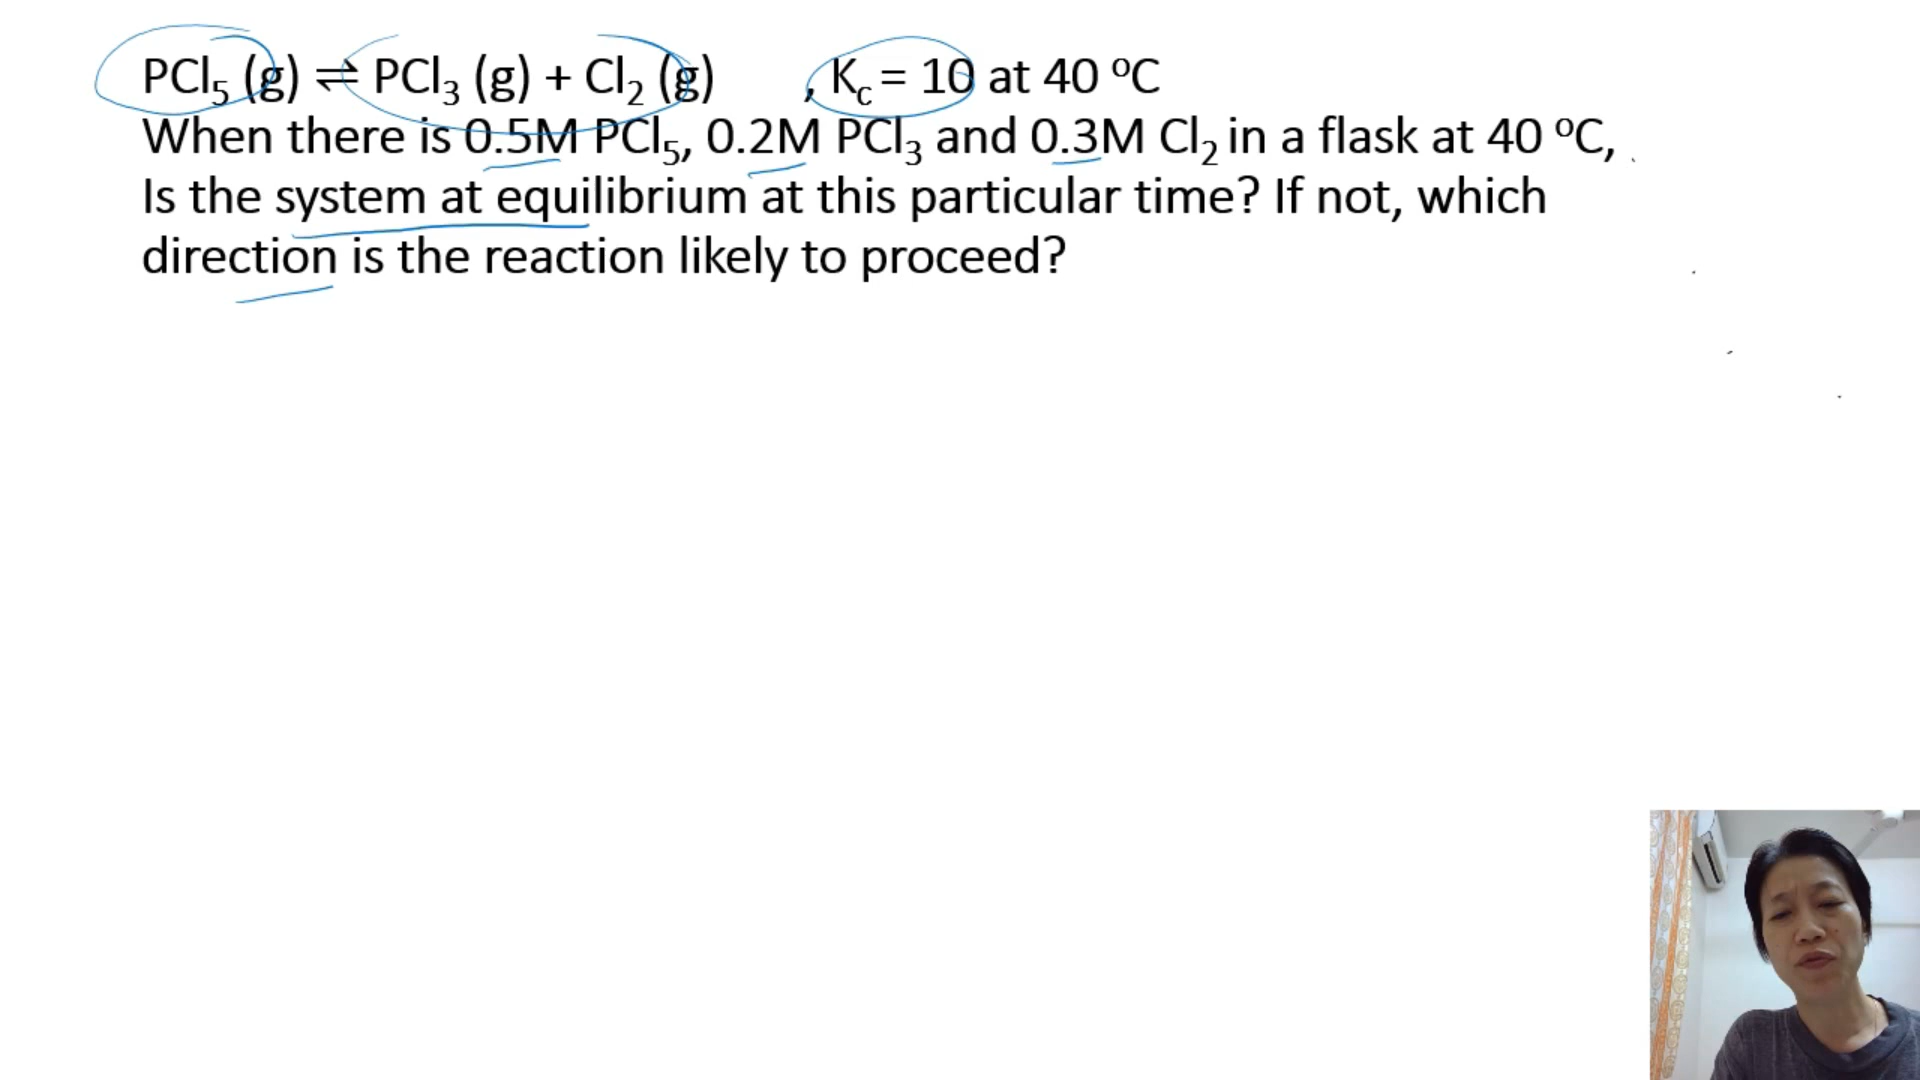 PCl₅ (g) ⇌ PCl₃ (g) + Cl₂ (g) , K꜀ = 10 at 40 ºC
When there is 0.5M PCl₅, 0.2M PCl₃ and 0.3M Cl₂ in a flask at 40 ºC,
Is the system at equilibrium at this particular time? If not, which
direction is the reaction likely to proceed?